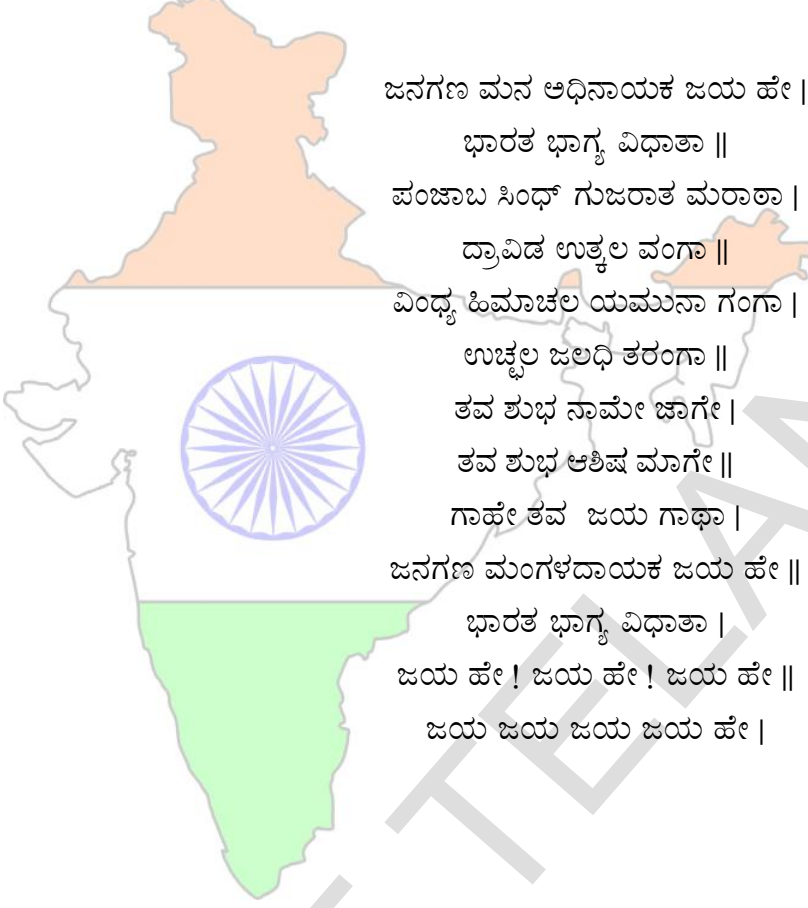 ಜನಗಣ ಮನ ಅಧಿನಾಯಕ ಜಯ ಹೇ |
ಭಾರತ ಭಾಗ್ಯ ವಿಧಾತಾ ||
ಪಂಜಾಬ ಸಿಂಧ್ ಗುಜರಾತ ಮರಾಠಾ |
ದ್ರಾವಿಡ ಉತ್ಕಲ ವಂಗಾ ||
ವಿಂಧ್ಯ ಹಿಮಾಚಲ ಯಮುನಾ ಗಂಗಾ |
ಉಚ್ಛಲ ಜಲಧಿ ತರಂಗಾ ||
ತವ ಶುಭ ನಾಮೇ ಜಾಗೇ |
ತವ ಶುಭ ಆಶಿಷ ಮಾಗೇ ||
ಗಾಹೇ ತವ ಜಯ ಗಾಥಾ |
ಜನಗಣ ಮಂಗಳದಾಯಕ ಜಯ ಹೇ ||
ಭಾರತ ಭಾಗ್ಯ ವಿಧಾತಾ |
ಜಯ ಹೇ ! ಜಯ ಹೇ ! ಜಯ ಹೇ ||
ಜಯ ಜಯ ಜಯ ಜಯ ಹೇ |